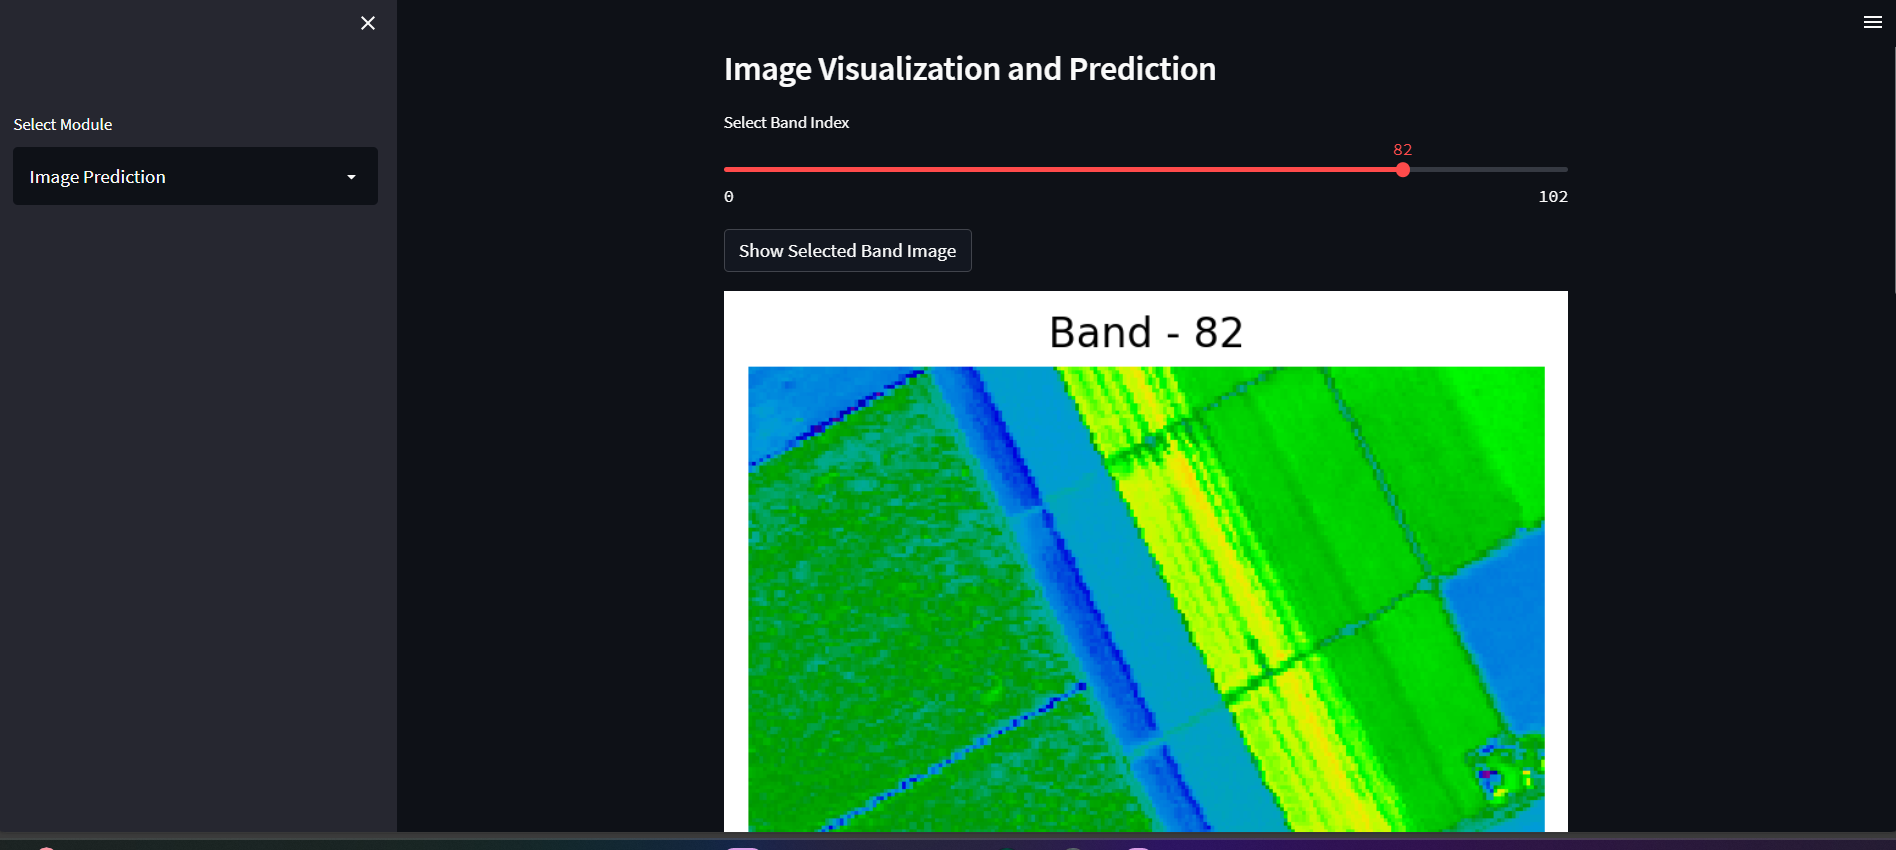 Select Module
Image Prediction
Image Visualization and Prediction
Select Band Index
82
0 102
Show Selected Band Image
Band - 82